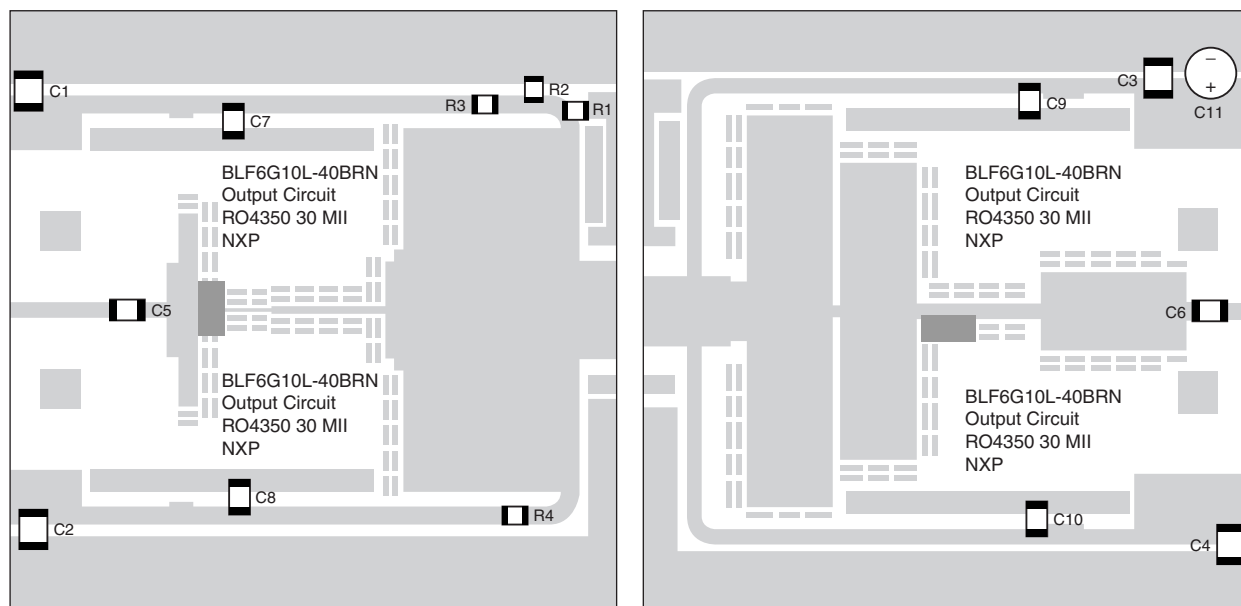 C1
R2
R3
R1
C7
BLF6G10L-40BRN
Output Circuit
RO4350 30 MII
NXP
C5
BLF6G10L-40BRN
Output Circuit
RO4350 30 MII
NXP
C8
C2
R4
C3
−
+
C9
C11
BLF6G10L-40BRN
Output Circuit
RO4350 30 MII
NXP
C6
BLF6G10L-40BRN
Output Circuit
RO4350 30 MII
NXP
C10
C4